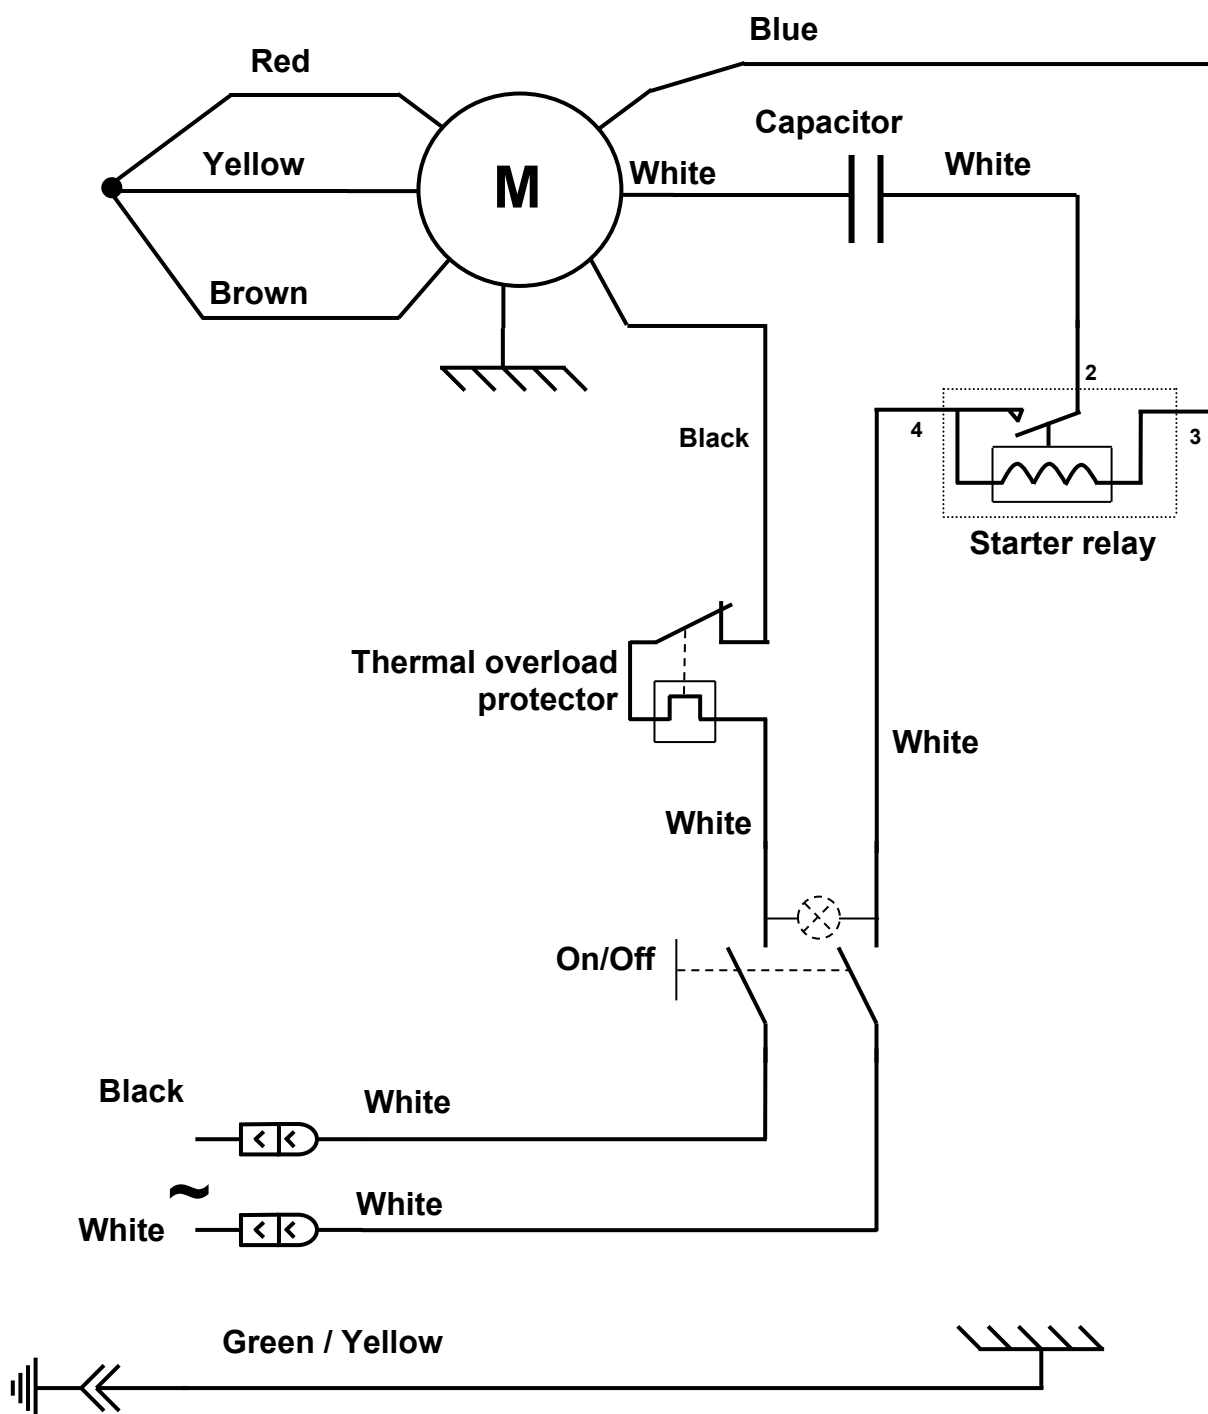 Blue
Red
Capacitor
Yellow
M
White
White
Brown
2
Black
4
3
Starter relay
Thermal overload
protector
White
White
On/Off
Black
White
~
White
White
Green / Yellow